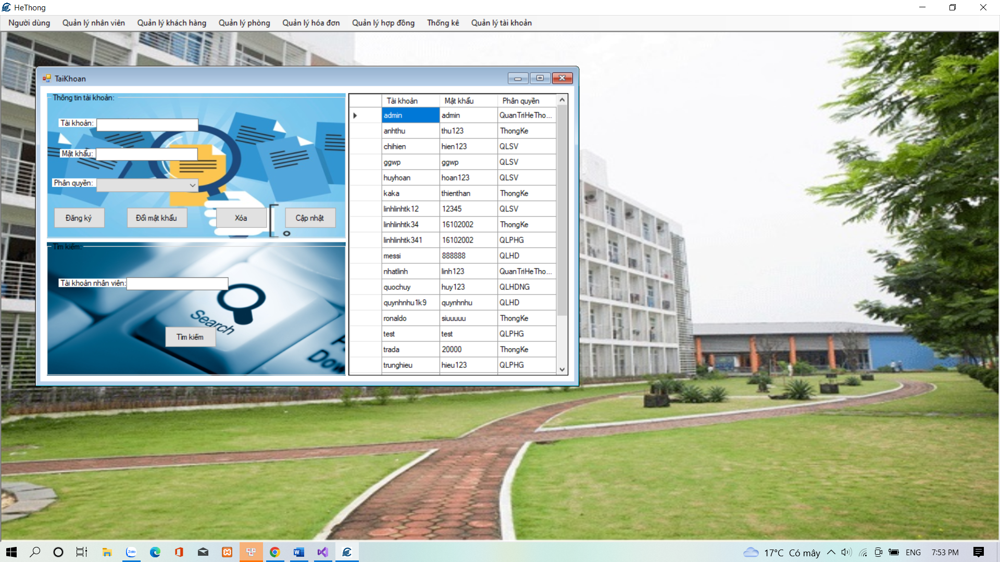 HeThong
Người dùng Quản lý nhân viên Quản lý khách hàng Quản lý phòng Quản lý hóa đơn Quản lý hợp đồng Thống kê Quản lý tài khoản
TaiKhoan
Thông tin tài khoản:
Tài khoản:
Mật khẩu:
Phân quyền:
Đăng ký Đổi mật khẩu Xóa Cập nhật
Tìm kiếm:
Tài khoản nhân viên:
Search
Tìm kiếm
Tài khoản Mật khẩu Phân quyền
admin admin QuanTriHeTho...
anhthu thu123 ThongKe
chihien hien123 QLSV
ggwp ggwp QLSV
huyhoan hoan123 QLSV
kaka thienthan ThongKe
linhlinhtk12 12345 QLSV
linhlinhtk34 16102002 ThongKe
linhlinhtk341 16102002 QLPHG
messi 888888 QLHD
nhatlinh linh123 QuanTriHeTho...
quochuy huy123 QLHDNG
quynhnhu1k9 quynhnhu QLHD
ronaldo siuuuuu ThongKe
test test QLPHG
trada 20000 ThongKe
trunghieu hieu123 QLPHG
Zalo
17°C Có mây ENG 7:53 PM